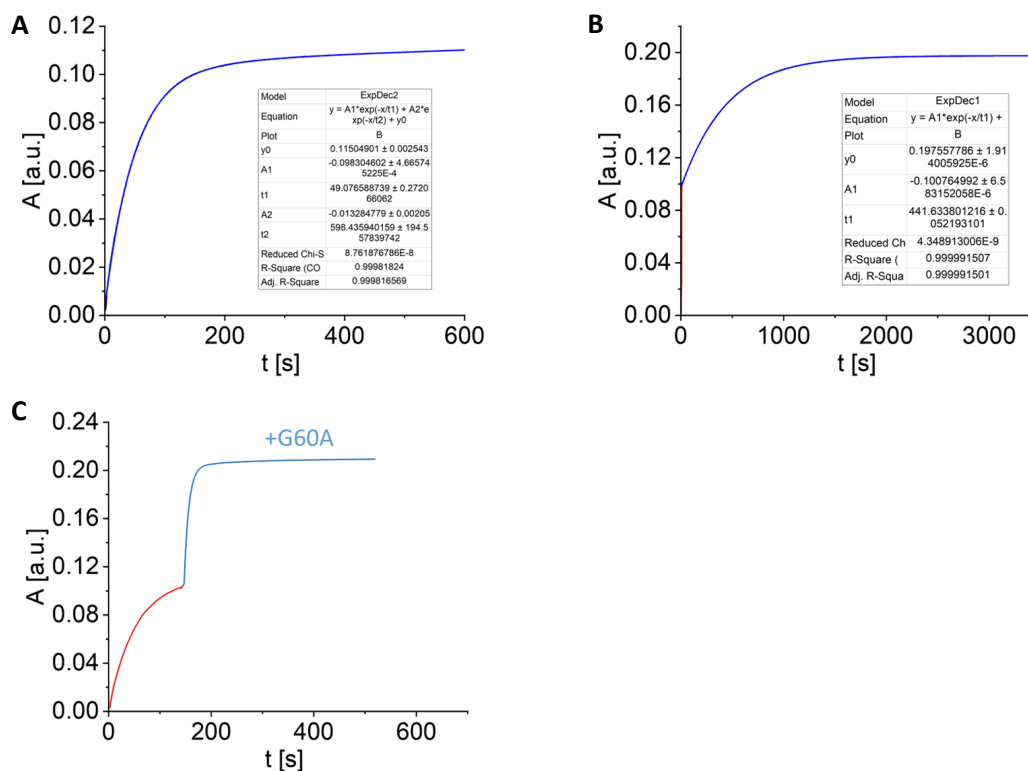 A
A [a.u.]
0.12
0.10
0.08
0.06
0.04
0.02
0.00
0
200
400
600
t [s]
Model ExpDec2
Equation y = A1*exp(-x/t1) + A2*e
xp(-x/t2) + y0
Plot B
y0 0.11504901 ± 0.002543
A1 -0.098304602 ± 4.66574
5225E-4
t1 49.076588739 ± 0.2720
66062
A2 -0.013284779 ± 0.00205
t2 598.435940159 ± 194.5
57839742
Reduced Chi-S 8.761876786E-8
R-Square (CO 0.99981824
Adj. R-Square 0.999816569
B
A [a.u.]
0.20
0.16
0.12
0.08
0.04
0.00
0
1000
2000
3000
t [s]
Model ExpDec1
Equation y = A1*exp(-x/t1) +
Plot B
y0 0.197557786 ± 1.91
4005925E-6
A1 -0.100764992 ± 6.5
83152058E-6
t1 441.633801216 ± 0.
052193101
Reduced Ch 4.348913006E-9
R-Square ( 0.999991507
Adj. R-Squa 0.999991501
C
A [a.u.]
0.24
0.20
0.16
0.12
0.08
0.04
0.00
0
200
400
600
t [s]
+G60A